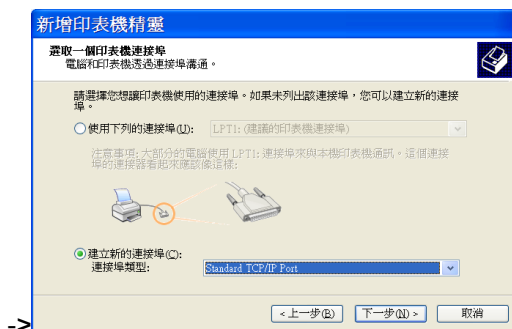 新增印表機精靈
選取一個印表機連接埠
電腦和印表機透過連接埠溝通。
請選擇您想讓印表機使用的連接埠。如果未列出該連接埠，您可以建立新的連接
埠。
使用下列的連接埠(U):
LPT1: (建議的印表機連接埠)
注意事項: 大部分的電腦使用 LPT1: 連接埠來與本機印表機通訊。這個連接
埠的連接器看起來應該像這樣:
建立新的連接埠(C):
連接埠類型:
Standard TCP/IP Port
->
<上一步(B)
下一步(N) >
取消